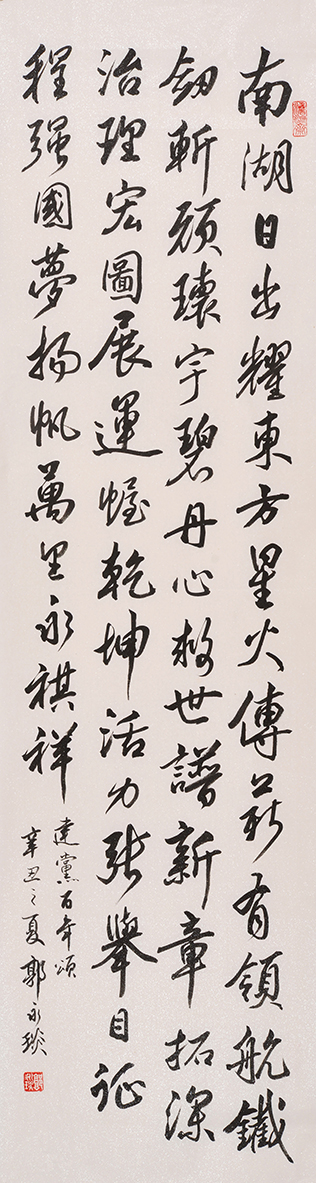 南湖日出耀東方星火傳薪有領航鐵
劍斬頑環宇碧丹心救世譜新章拓深
治理宏圖展運幄乾坤活力張舉目征
程强國夢揚帆萬里永祺祥
建黨百年頌
辛丑之夏郭永琰